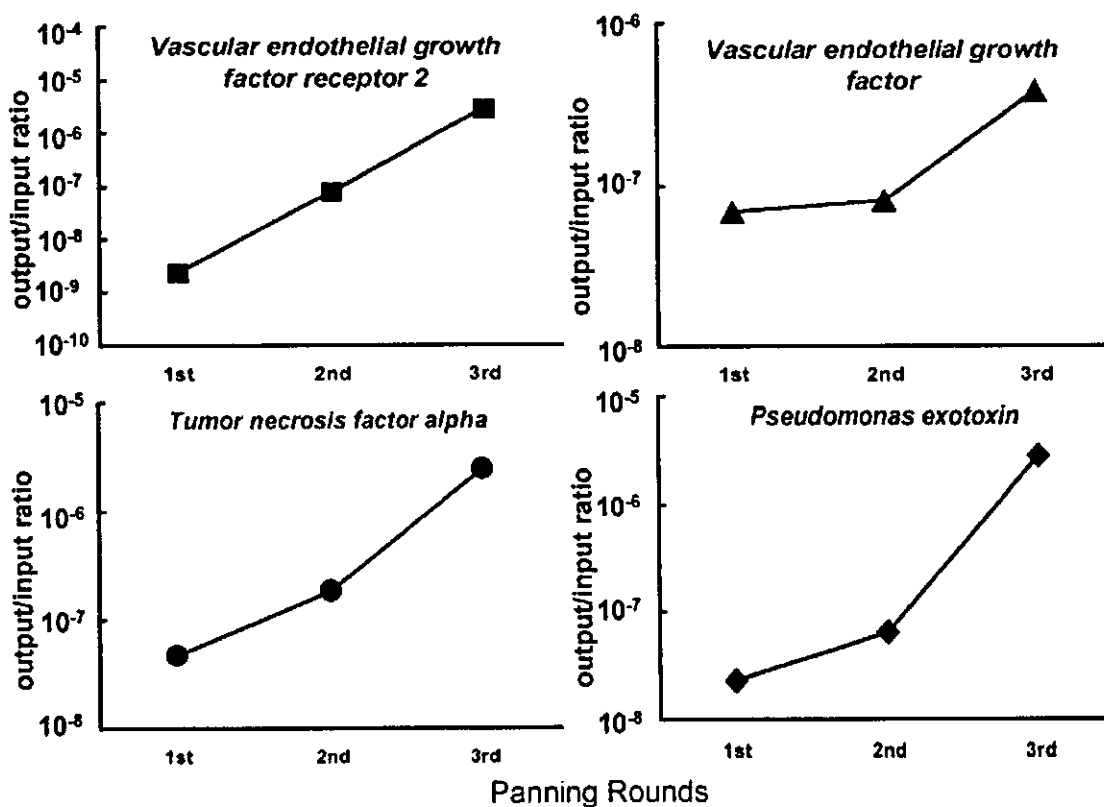 Vascular endothelial growth
factor receptor 2
output/input ratio
10⁻⁴
10⁻⁵
10⁻⁶
10⁻⁷
10⁻⁸
10⁻⁹
10⁻¹⁰
1st 2nd 3rd
Vascular endothelial growth
factor
output/input ratio
10⁻⁶
10⁻⁷
10⁻⁸
1st 2nd 3rd
Tumor necrosis factor alpha
output/input ratio
10⁻⁵
10⁻⁶
10⁻⁷
10⁻⁸
1st 2nd 3rd
Pseudomonas exotoxin
output/input ratio
10⁻⁵
10⁻⁶
10⁻⁷
10⁻⁸
1st 2nd 3rd
Panning Rounds